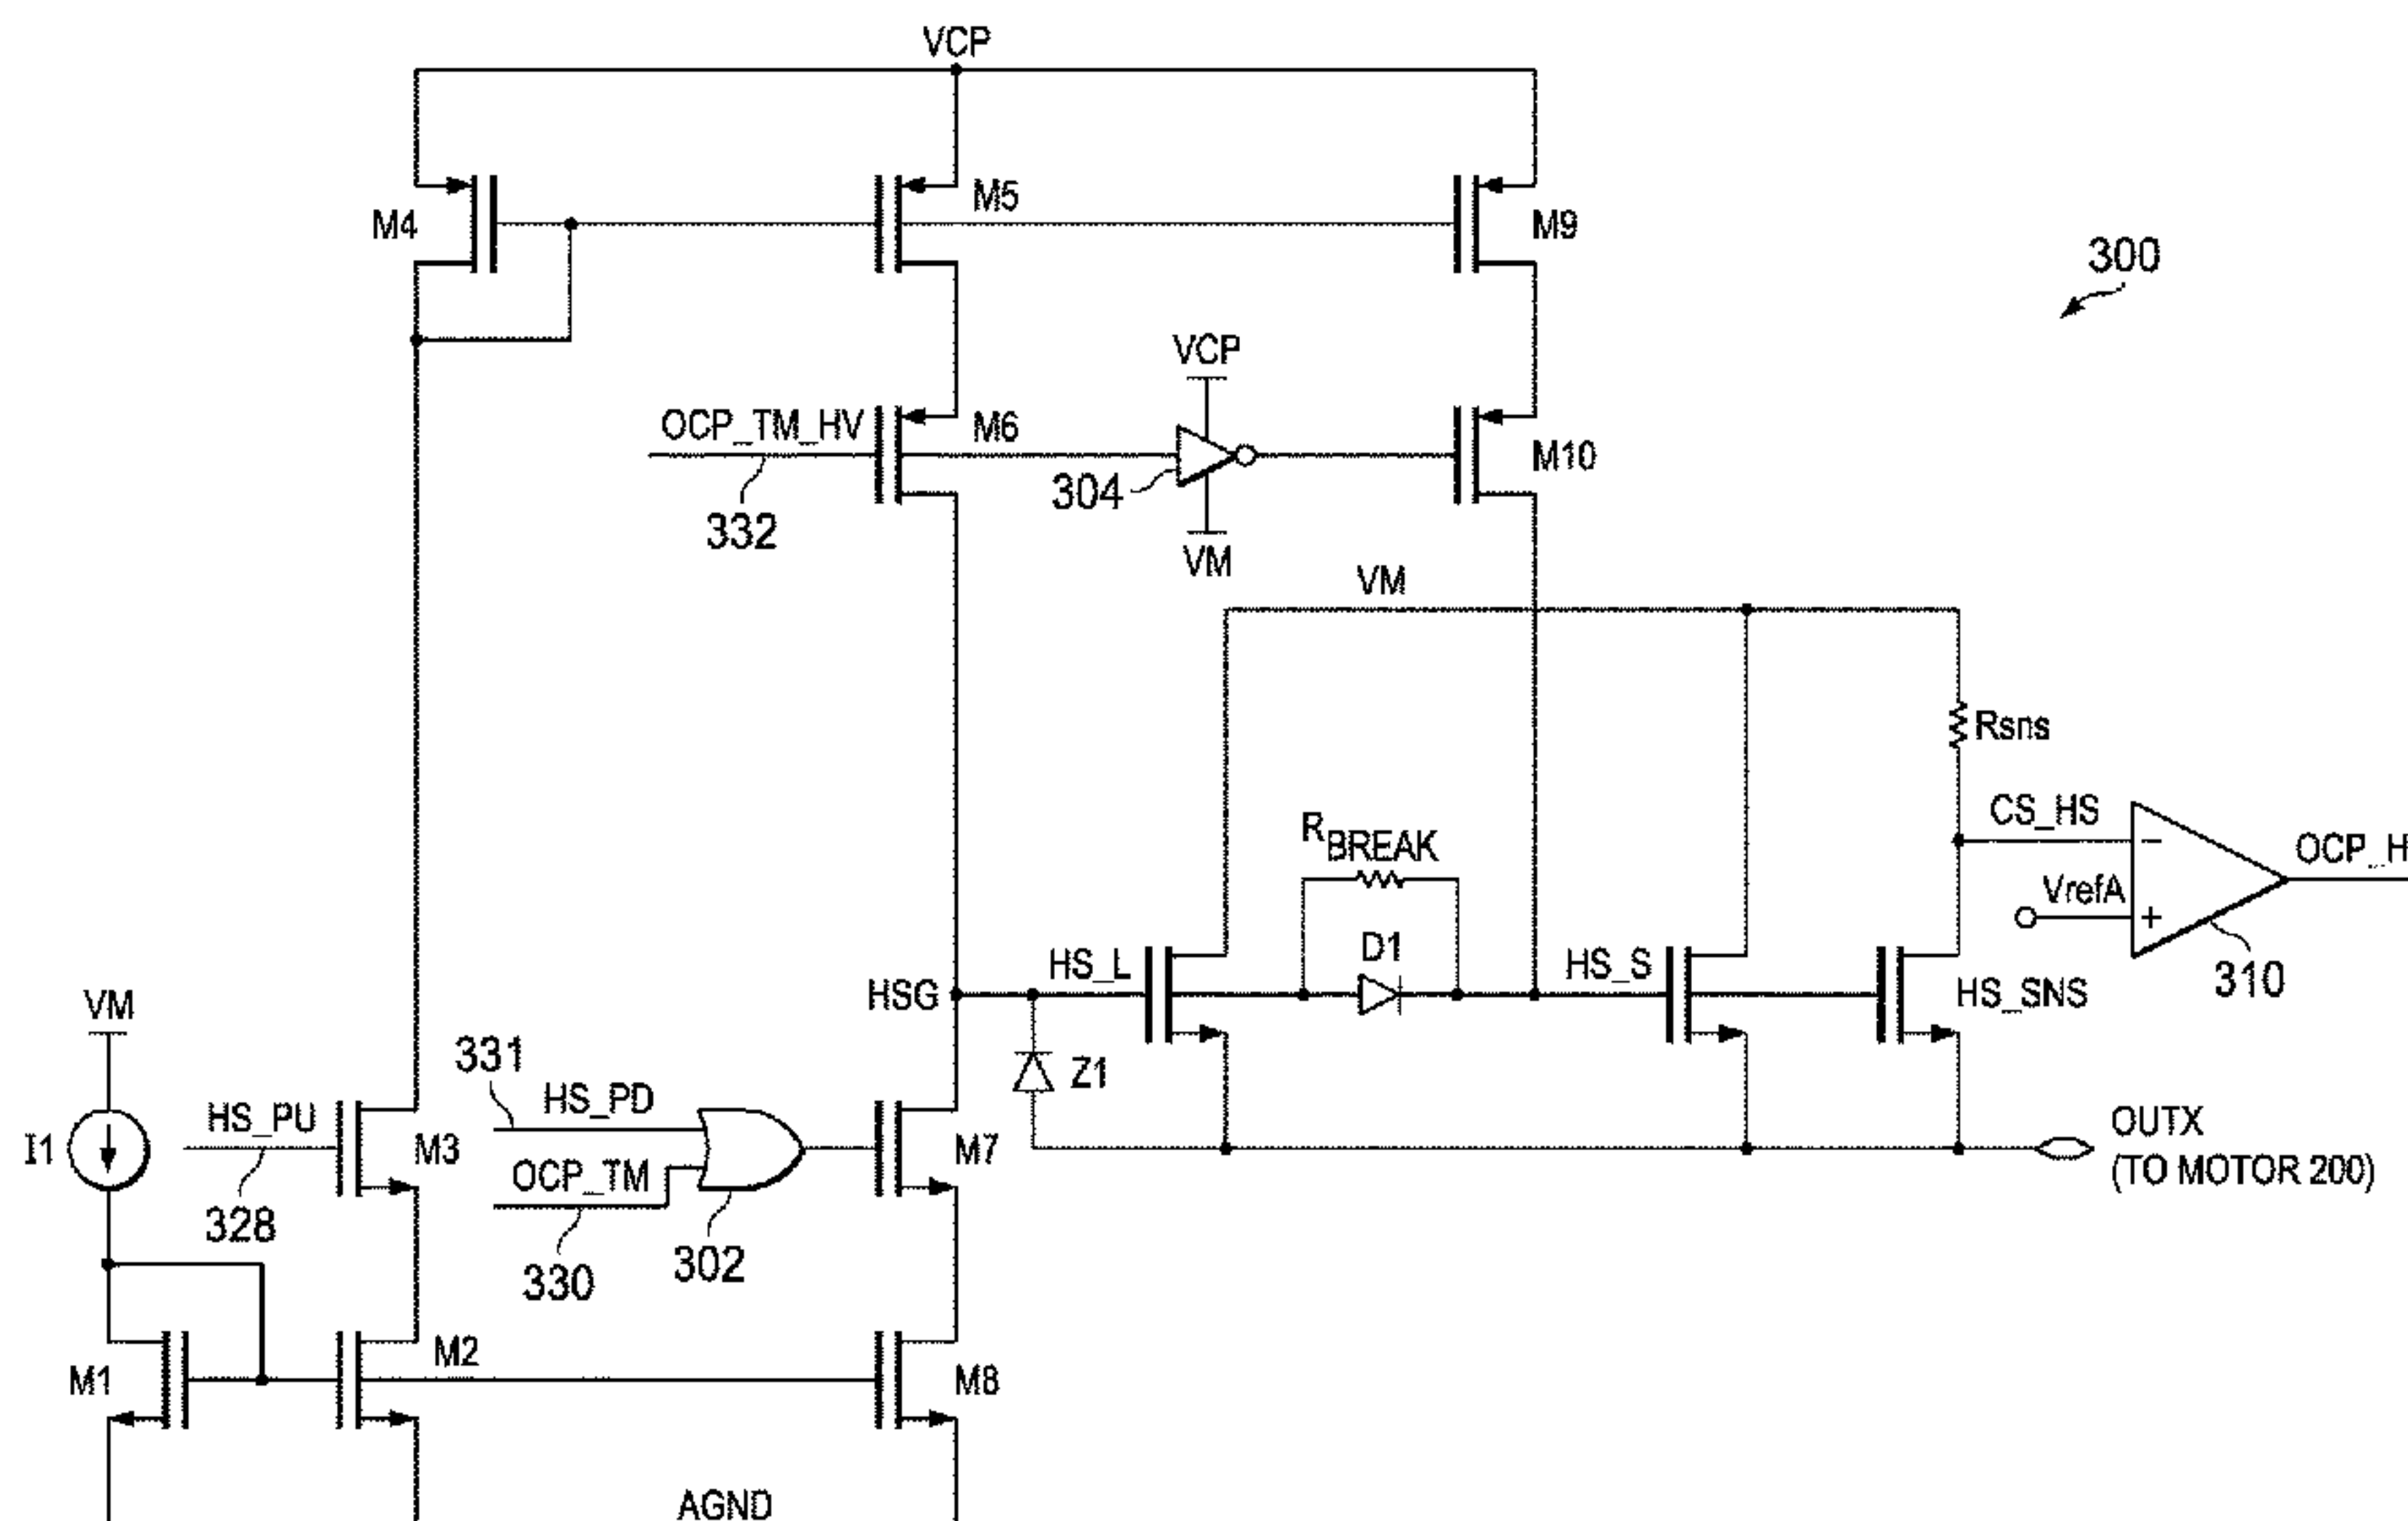 VCP
M4
M5
M9
300
VCP
OCP_TM_HV
M6
M10
304
332
VM
VM
Rsns
CS_HS
RBREAK
OCP_H
VrefA
HS_L
D1
HS_S
HSG
HS_SNS
310
VM
331
Z1
HS_PD
HS_PU
OUTX
I1
M3
M7
(TO MOTOR 200)
OCP_TM
328
302
330
M2
M1
M8
AGND